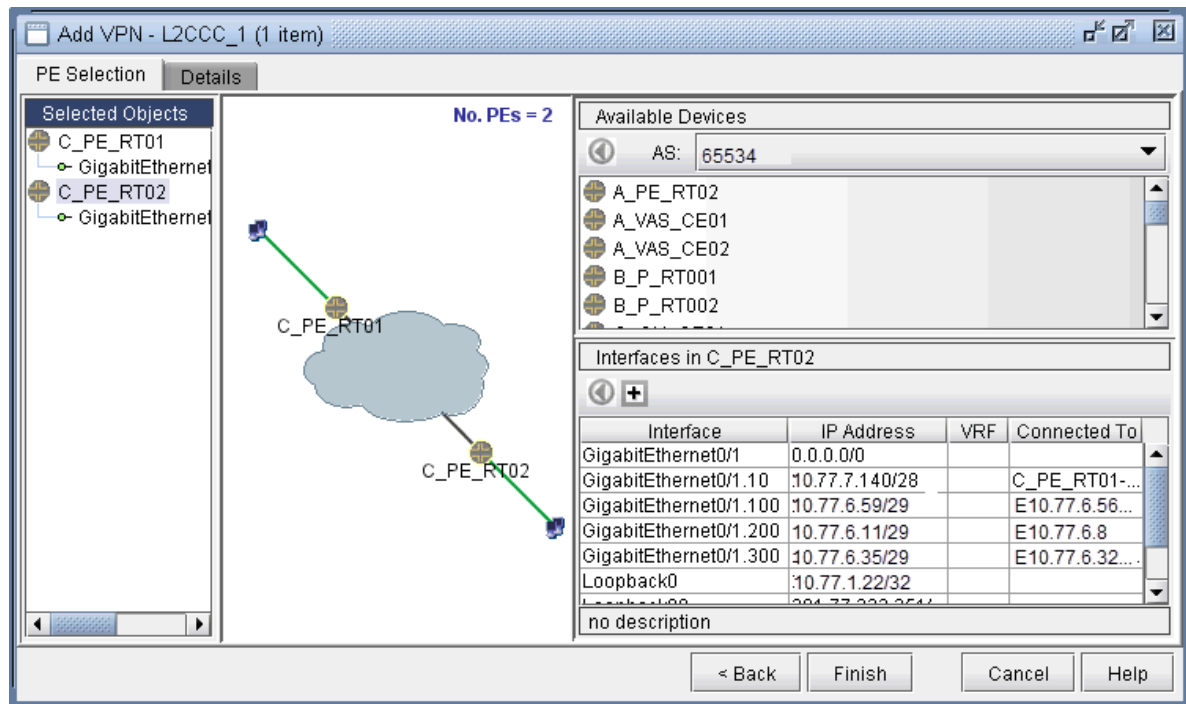 Add VPN - L2CCC_1 (1 item)
PE Selection Details
Selected Objects
C_PE_RT01
GigabitEthernet
C_PE_RT02
GigabitEthernet
No. PEs = 2
C_PE_RT01
C_PE_RT02
Available Devices
AS: 65534
A_PE_RT02
A_VAS_CE01
A_VAS_CE02
B_P_RT001
B_P_RT002
Interfaces in C_PE_RT02
Interface IP Address VRF Connected To
GigabitEthernet0/1 0.0.0.0/0
GigabitEthernet0/1.10 10.77.7.140/28 C_PE_RT01-...
GigabitEthernet0/1.100 10.77.6.59/29 E10.77.6.56...
GigabitEthernet0/1.200 10.77.6.11/29 E10.77.6.8
GigabitEthernet0/1.300 10.77.6.35/29 E10.77.6.32...
Loopback0 10.77.1.22/32
no description
< Back Finish Cancel Help